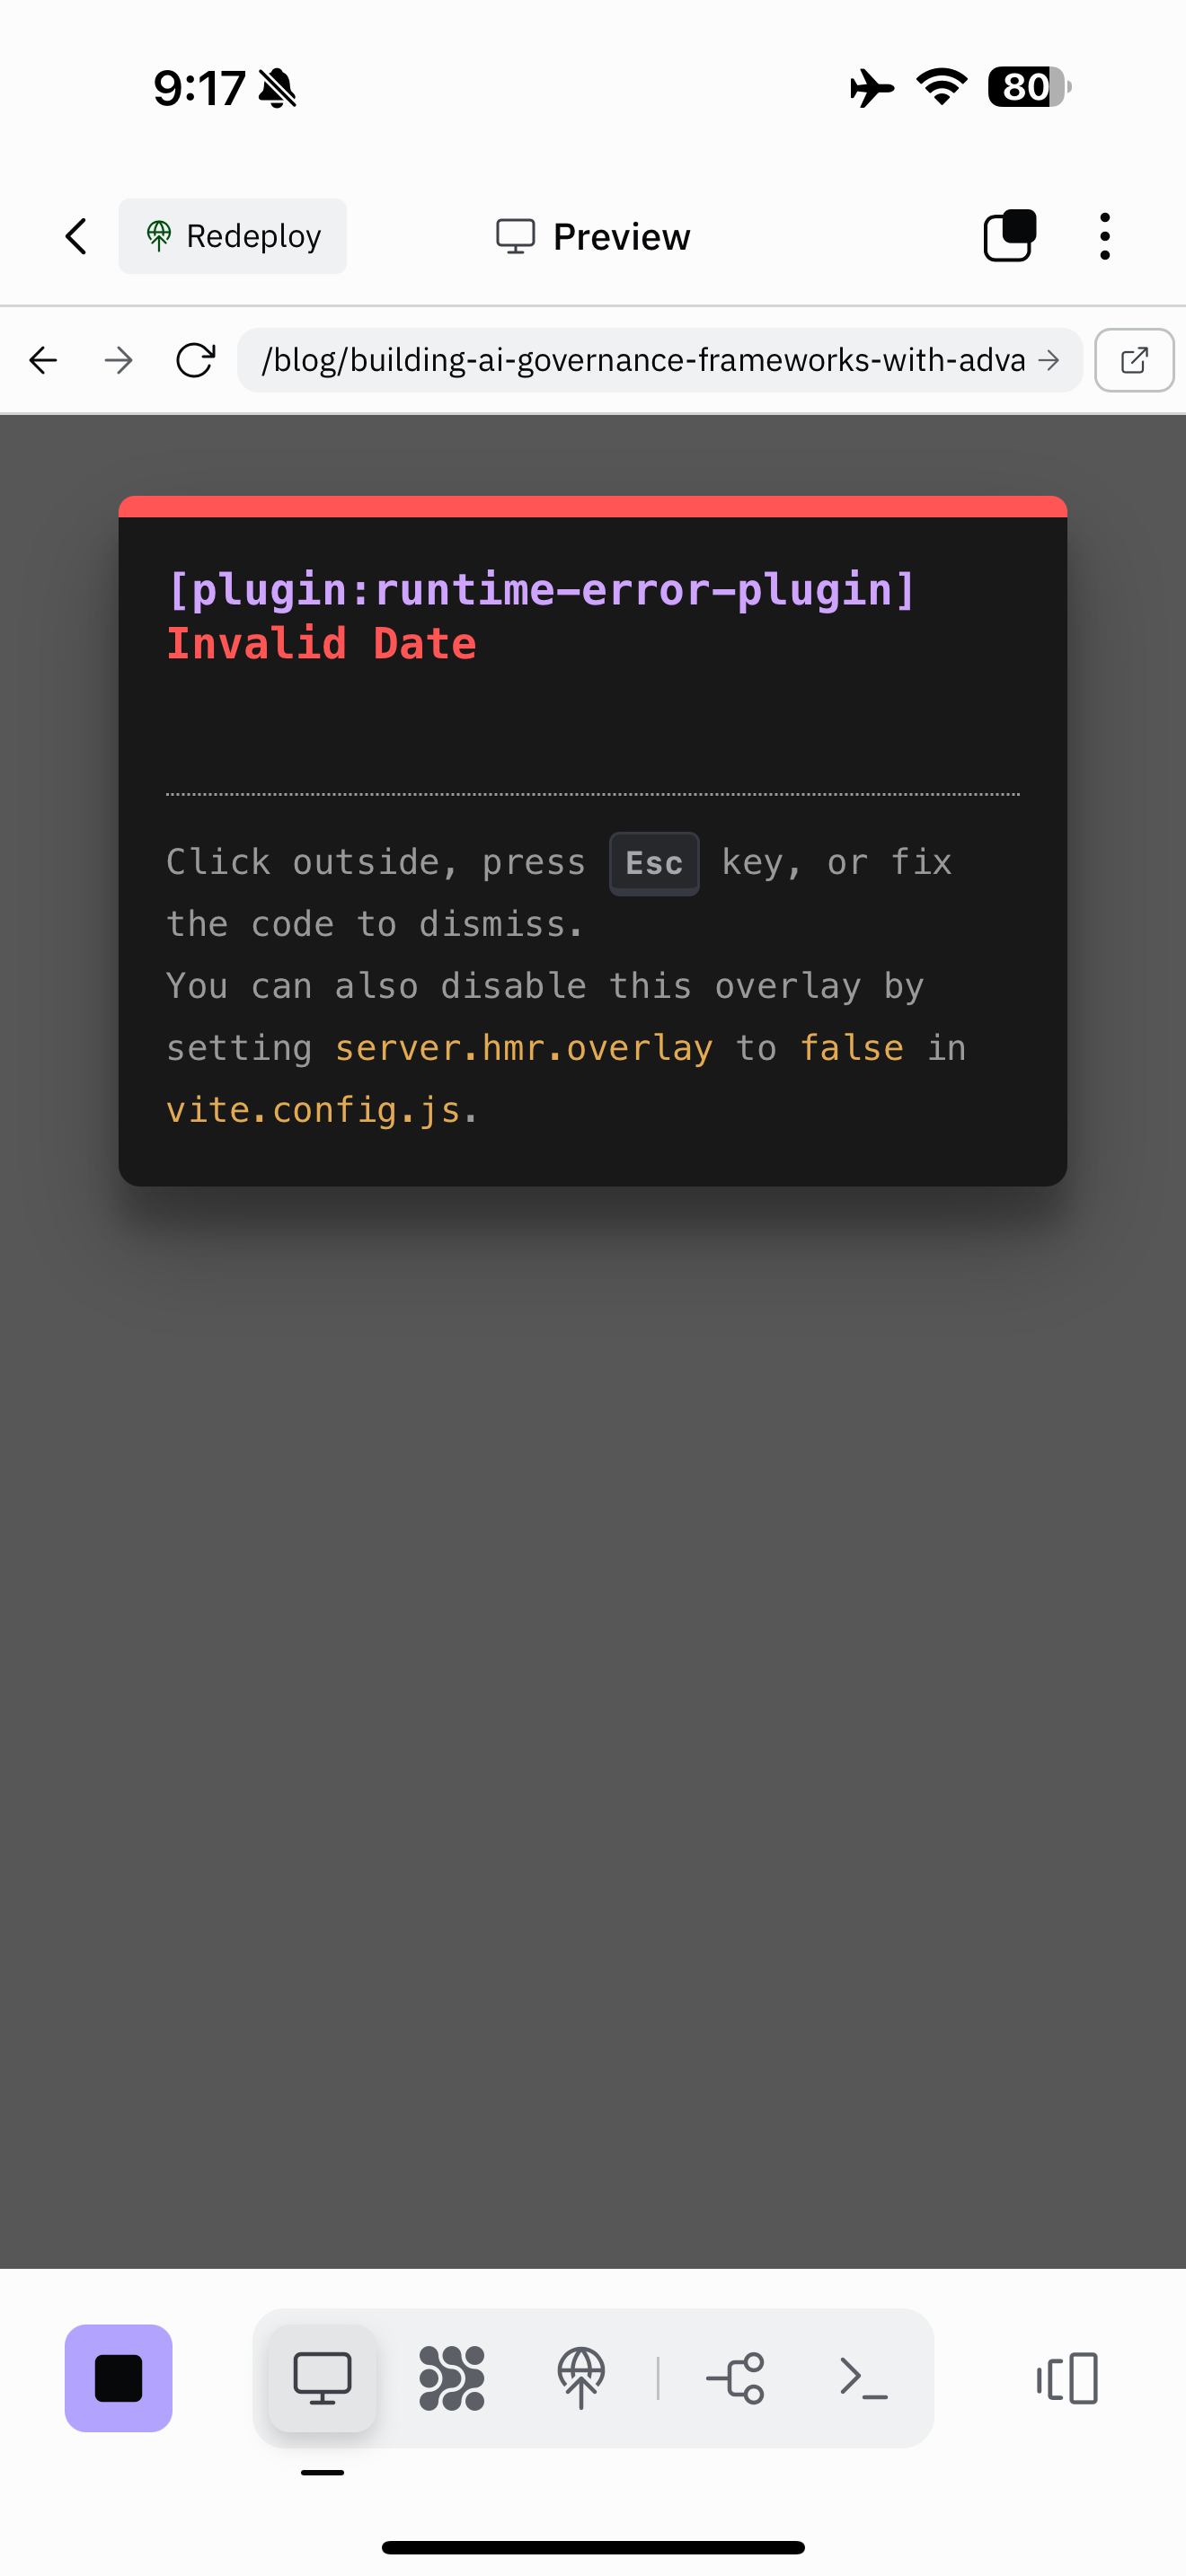 9:17
80
Redeploy
Preview
/blog/building-ai-governance-frameworks-with-adva
[plugin:runtime-error-plugin]
Invalid Date
Click outside, press Esc key, or fix
the code to dismiss.
You can also disable this overlay by
setting server.hmr.overlay to false in
vite.config.js.